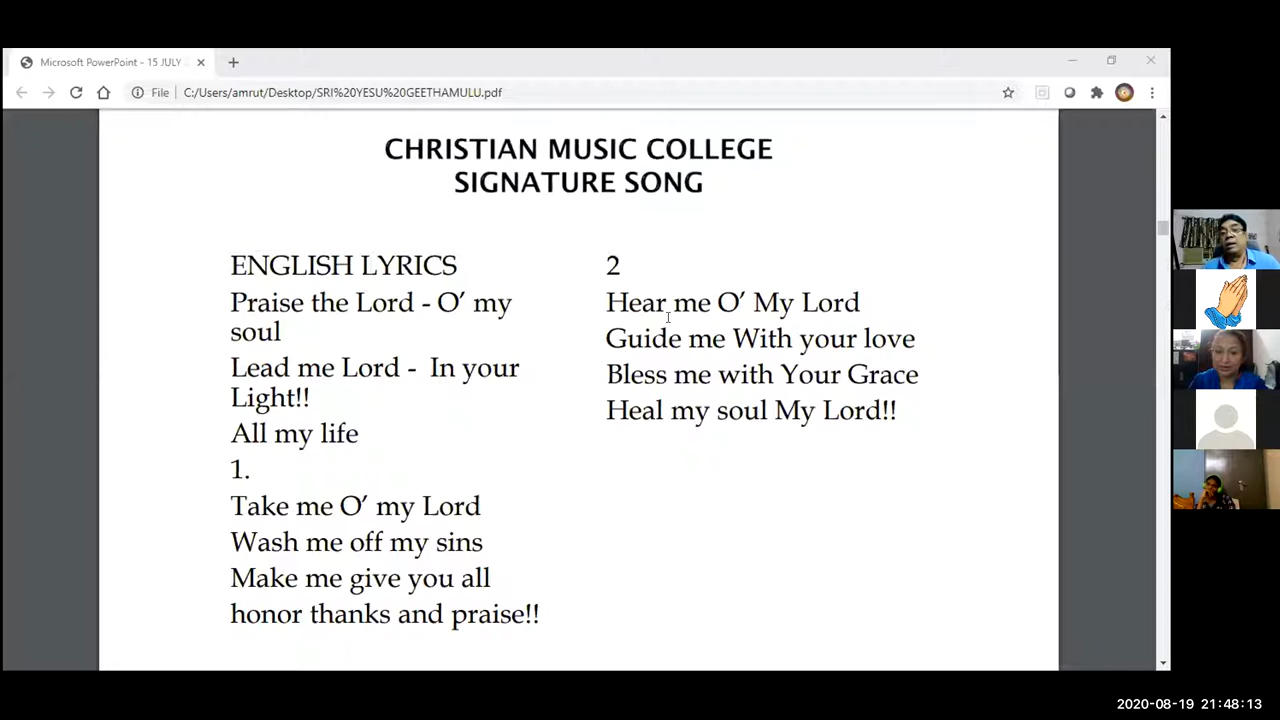 Microsoft PowerPoint - 15 JULY
File
C:/Users/amrut/Desktop/SRI%20YESU%20GEETHAMULU.pdf
CHRISTIAN MUSIC COLLEGE
SIGNATURE SONG
ENGLISH LYRICS
Praise the Lord - O’ my
soul
Lead me Lord - In your
Light!!
All my life
1.
Take me O’ my Lord
Wash me off my sins
Make me give you all
honor thanks and praise!!
2
Hear me O’ My Lord
Guide me With your love
Bless me with Your Grace
Heal my soul My Lord!!
2020-08-19 21:48:13